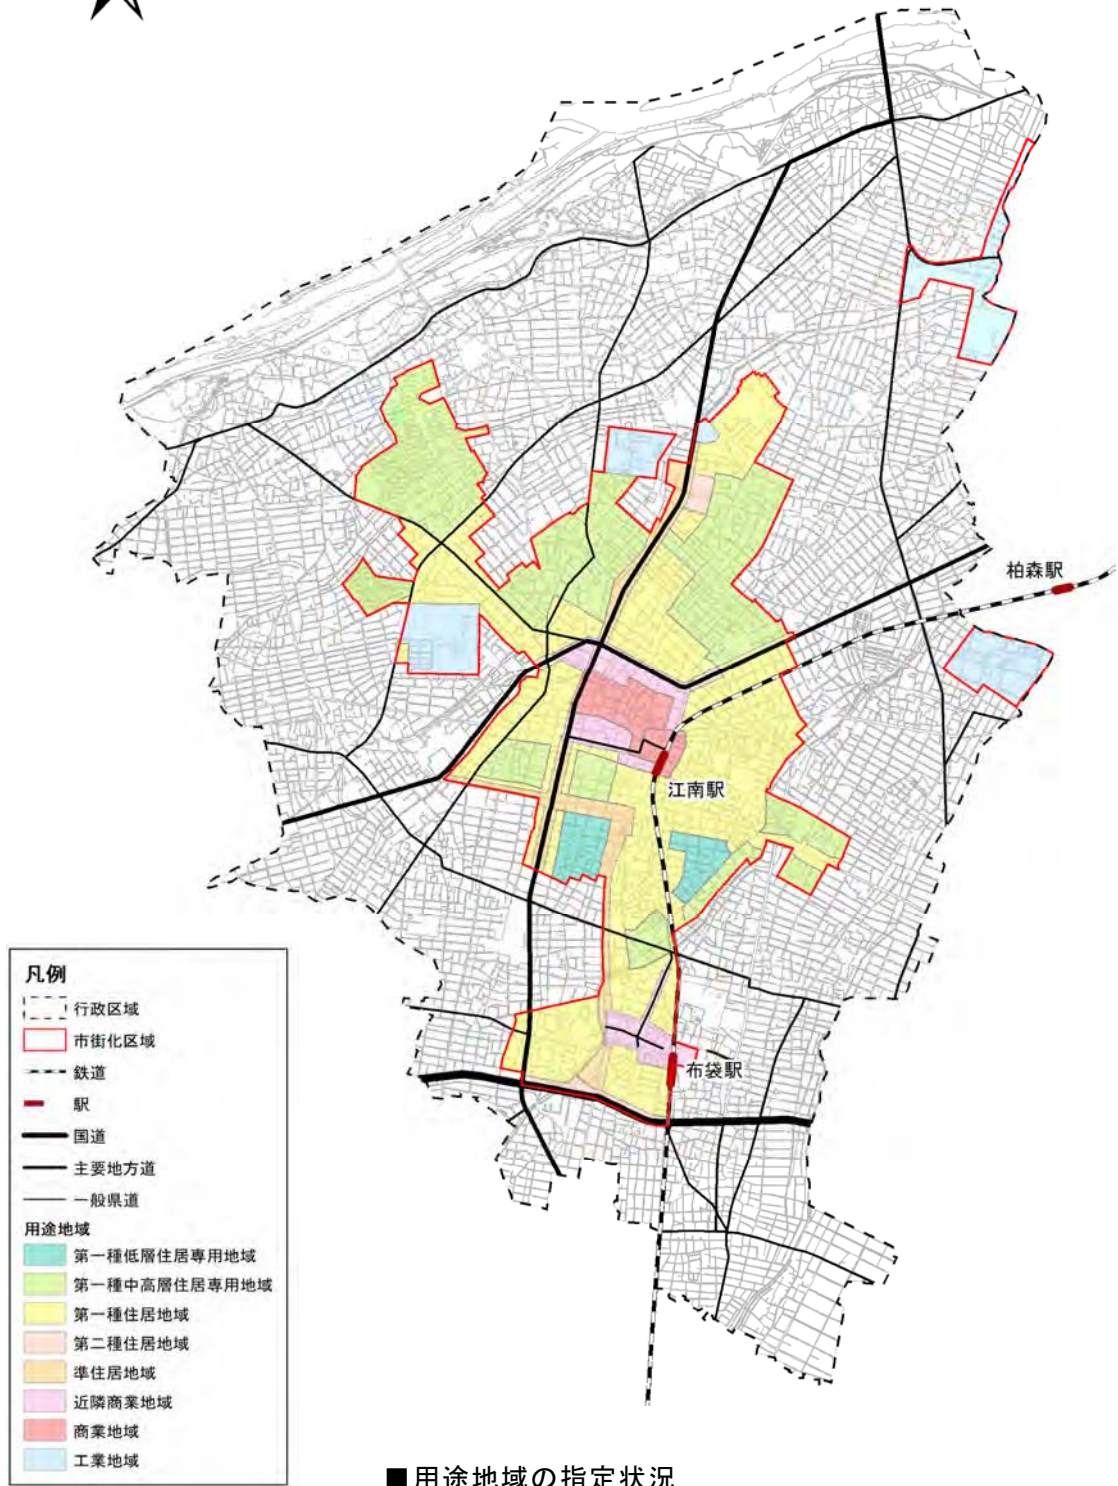 柏森駅
江南駅
布袋駅
凡例
行政区域
市街化区域
鉄道
駅
国道
主要地方道
一般県道
用途地域
第一種低層住居専用地域
第一種中高層住居専用地域
第一種住居地域
第二種住居地域
準住居地域
近隣商業地域
商業地域
工業地域
■用途地域の指定状況